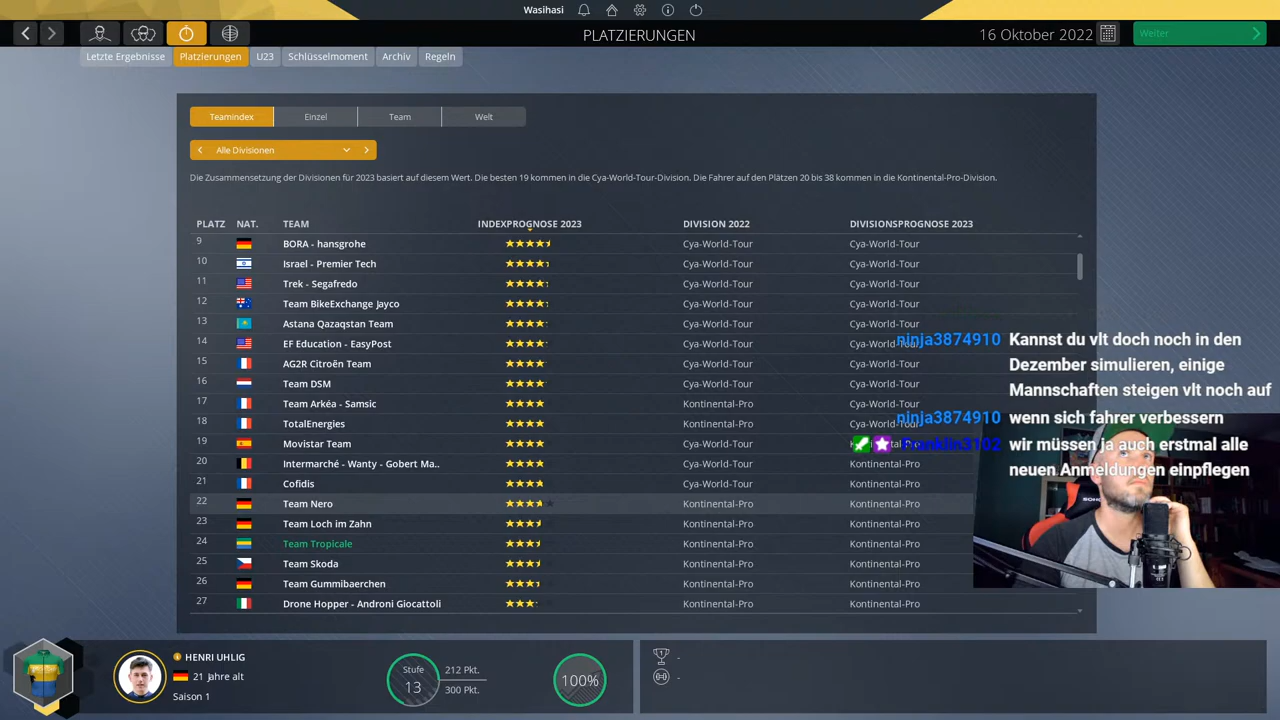 Wasihasi
PLATZIERUNGEN
16 Oktober 2022
Weiter
Letzte Ergebnisse Platzierungen U23 Schlüsselmoment Archiv Regeln
Teamindex Einzel Team Welt
Alle Divisionen
Die Zusammensetzung der Divisionen für 2023 basiert auf diesem Wert. Die besten 19 kommen in die Cya-World-Tour-Division. Die Fahrer auf den Plätzen 20 bis 38 kommen in die Kontinental-Pro-Division.
PLATZ NAT. TEAM INDEXPROGNOSE 2023 DIVISION 2022 DIVISIONSPROGNOSE 2023
9 BORA - hansgrohe Cya-World-Tour Cya-World-Tour
10 Israel - Premier Tech Cya-World-Tour Cya-World-Tour
11 Trek - Segafredo Cya-World-Tour Cya-World-Tour
12 Team BikeExchange Jayco Cya-World-Tour Cya-World-Tour
13 Astana Qazaqstan Team Cya-World-Tour Cya-World-Tour
14 EF Education - EasyPost Cya-World-Tour Cya-World-Tour
15 AG2R Citroën Team Cya-World-Tour Cya-World-Tour
16 Team DSM Cya-World-Tour Cya-World-Tour
17 Team Arkéa - Samsic Kontinental-Pro Cya-World-Tour
18 TotalEnergies Kontinental-Pro Cya-World-Tour
19 Movistar Team Cya-World-Tour
20 Intermarché - Wanty - Gobert Ma.. Cya-World-Tour Kontinental-Pro
21 Cofidis Cya-World-Tour Kontinental-Pro
22 Team Nero Kontinental-Pro Kontinental-Pro
23 Team Loch im Zahn Kontinental-Pro Kontinental-Pro
24 Team Tropicale Kontinental-Pro Kontinental-Pro
25 Team Skoda Kontinental-Pro Kontinental-Pro
26 Team Gummibaerchen Kontinental-Pro Kontinental-Pro
27 Drone Hopper - Androni Giocattoli Kontinental-Pro Kontinental-Pro
ninja3874910 Kannst du vlt doch noch in den
Dezember simulieren, einige
Mannschaften steigen vlt noch auf
ninja3874910 wenn sich fahrer verbessern
Franklin3102 wir müssen ja auch erstmal alle
neuen Anmeldungen einpflegen
HENRI UHLIG
21 Jahre alt
Saison 1
Stufe
13
212 Pkt.
300 Pkt.
100%
-
-